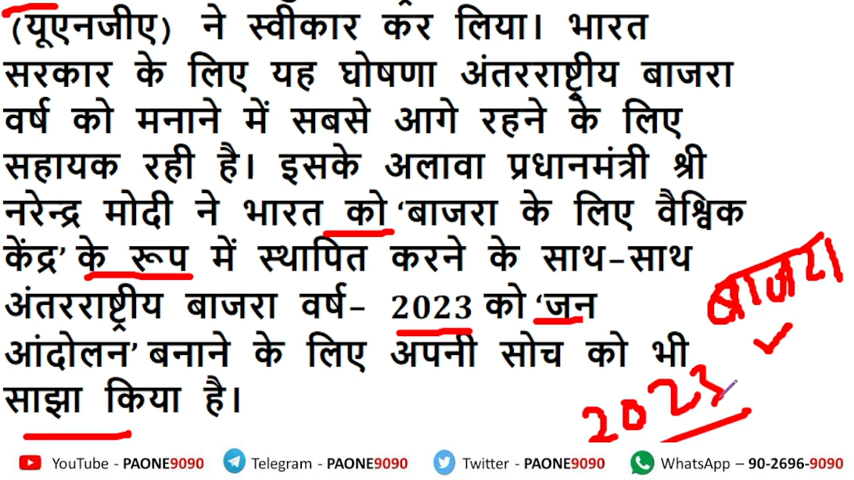 (यूएनजीए) ने स्वीकार कर लिया। भारत
सरकार के लिए यह घोषणा अंतरराष्ट्रीय बाजरा
वर्ष को मनाने में सबसे आगे रहने के लिए
सहायक रही है। इसके अलावा प्रधानमंत्री श्री
नरेन्द्र मोदी ने भारत को ‘बाजरा के लिए वैश्विक
केंद्र’ के रूप में स्थापित करने के साथ-साथ
अंतरराष्ट्रीय बाजरा वर्ष- 2023 को ‘जन
आंदोलन’ बनाने के लिए अपनी सोच को भी
साझा किया है।
बाजरा
2023
YouTube - PAONE9090 Telegram - PAONE9090 Twitter - PAONE9090 WhatsApp – 90-2696-9090